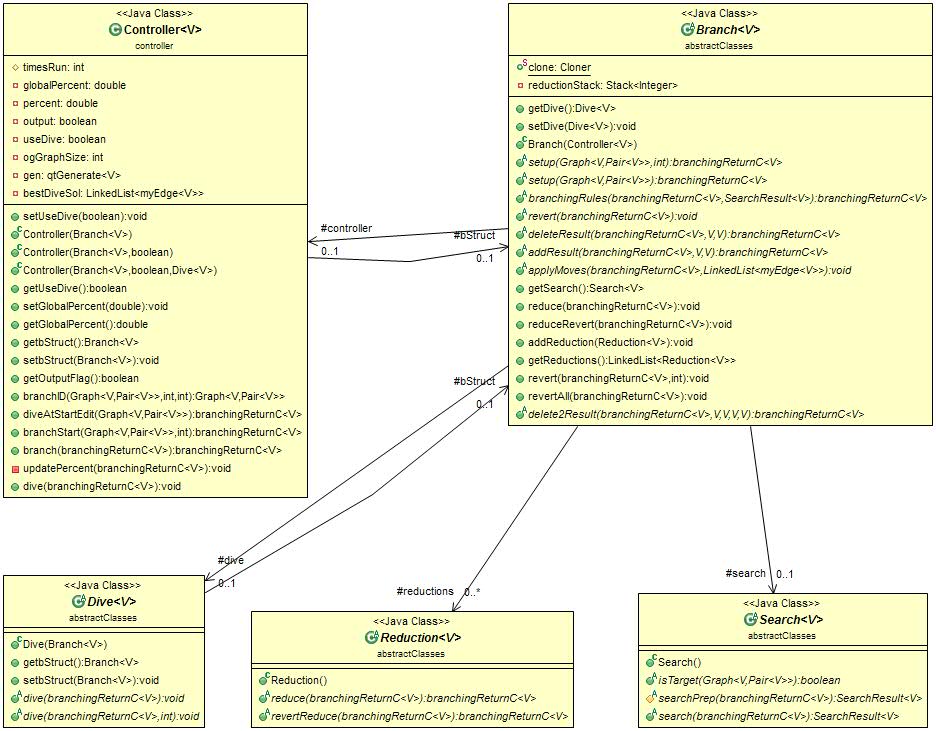 <<Java Class>>
Controller<V>
controller
timesRun: int
globalPercent: double
percent: double
output: boolean
useDive: boolean
ogGraphSize: int
gen: qtGenerate<V>
bestDiveSol: LinkedList<myEdge<V>>
setUseDive(boolean):void
Controller(Branch<V>)
Controller(Branch<V>,boolean)
Controller(Branch<V>,boolean,Dive<V>)
getUseDive():boolean
setGlobalPercent(double):void
getGlobalPercent():double
getbStruct():Branch<V>
setbStruct(Branch<V>):void
getOutputFlag():boolean
branchID(Graph<V,Pair<V>>,int,int):Graph<V,Pair<V>>
diveAtStartEdit(Graph<V,Pair<V>>):branchingReturnC<V>
branchStart(Graph<V,Pair<V>>,int):branchingReturnC<V>
branch(branchingReturnC<V>):branchingReturnC<V>
updatePercent(branchingReturnC<V>):void
dive(branchingReturnC<V>):void
<<Java Class>>
Branch<V>
abstractClasses
clone: Cloner
reductionStack: Stack<Integer>
getDive():Dive<V>
setDive(Dive<V>):void
Branch(Controller<V>)
setup(Graph<V,Pair<V>>,int):branchingReturnC<V>
setup(Graph<V,Pair<V>>):branchingReturnC<V>
branchingRules(branchingReturnC<V>,SearchResult<V>):branchingReturnC<V>
revert(branchingReturnC<V>):void
deleteResult(branchingReturnC<V>,V,V):branchingReturnC<V>
addResult(branchingReturnC<V>,V,V):branchingReturnC<V>
applyMoves(branchingReturnC<V>,LinkedList<myEdge<V>>):void
getSearch():Search<V>
reduce(branchingReturnC<V>):void
reduceRevert(branchingReturnC<V>):void
addReduction(Reduction<V>):void
getReductions():LinkedList<Reduction<V>>
revert(branchingReturnC<V>,int):void
revertAll(branchingReturnC<V>):void
delete2Result(branchingReturnC<V>,V,V,V,V):branchingReturnC<V>
#controller
0..1
#bStruct
0..1
#bStruct
0..1
#dive
0..1
#reductions
0..*
#search
0..1
<<Java Class>>
Dive<V>
abstractClasses
Dive(Branch<V>)
getbStruct():Branch<V>
setbStruct(Branch<V>):void
dive(branchingReturnC<V>):void
dive(branchingReturnC<V>,int):void
<<Java Class>>
Reduction<V>
abstractClasses
Reduction()
reduce(branchingReturnC<V>):branchingReturnC<V>
revertReduce(branchingReturnC<V>):branchingReturnC<V>
<<Java Class>>
Search<V>
abstractClasses
Search()
isTarget(Graph<V,Pair<V>>):boolean
searchPrep(branchingReturnC<V>):SearchResult<V>
search(branchingReturnC<V>):SearchResult<V>